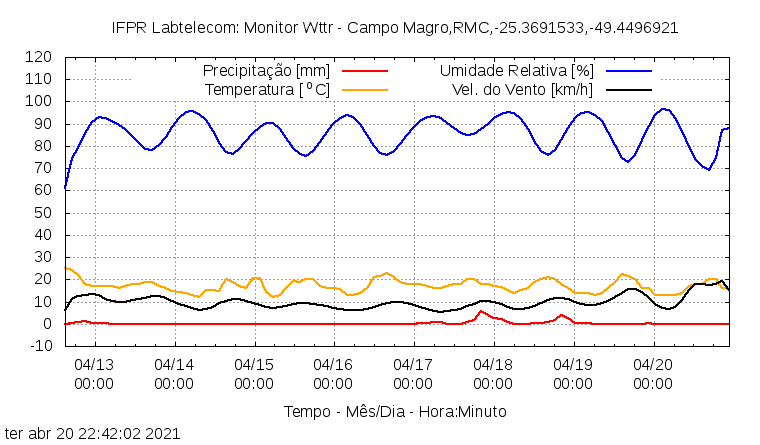 IFPR Labtelecom: Monitor Wttr - Campo Magro,RMC,-25.3691533,-49.4496921
Precipitação [mm]
Temperatura [ ⁰C]
Umidade Relativa [%]
Vel. do Vento [km/h]
120
110
100
90
80
70
60
50
40
30
20
10
0
-10
04/13 04/14 04/15 04/16 04/17 04/18 04/19 04/20
00:00 00:00 00:00 00:00 00:00 00:00 00:00 00:00
Tempo - Mês/Dia - Hora:Minuto
ter abr 20 22:42:02 2021